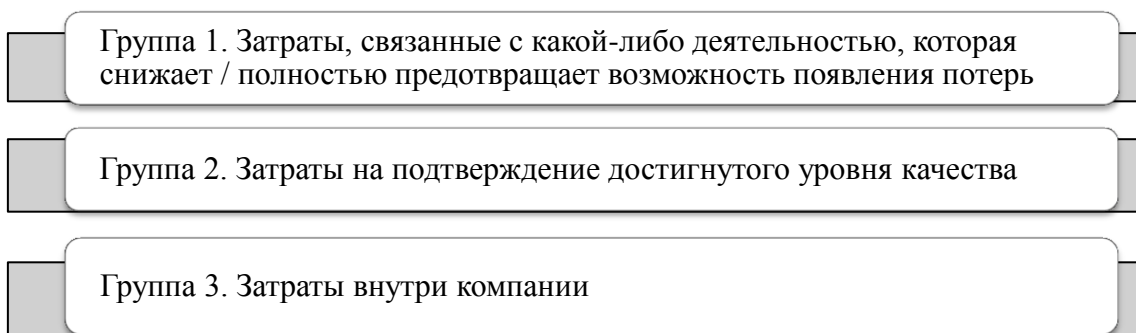 Группа 1. Затраты, связанные с какой-либо деятельностью, которая
снижает / полностью предотвращает возможность появления потерь
Группа 2. Затраты на подтверждение достигнутого уровня качества
Группа 3. Затраты внутри компании